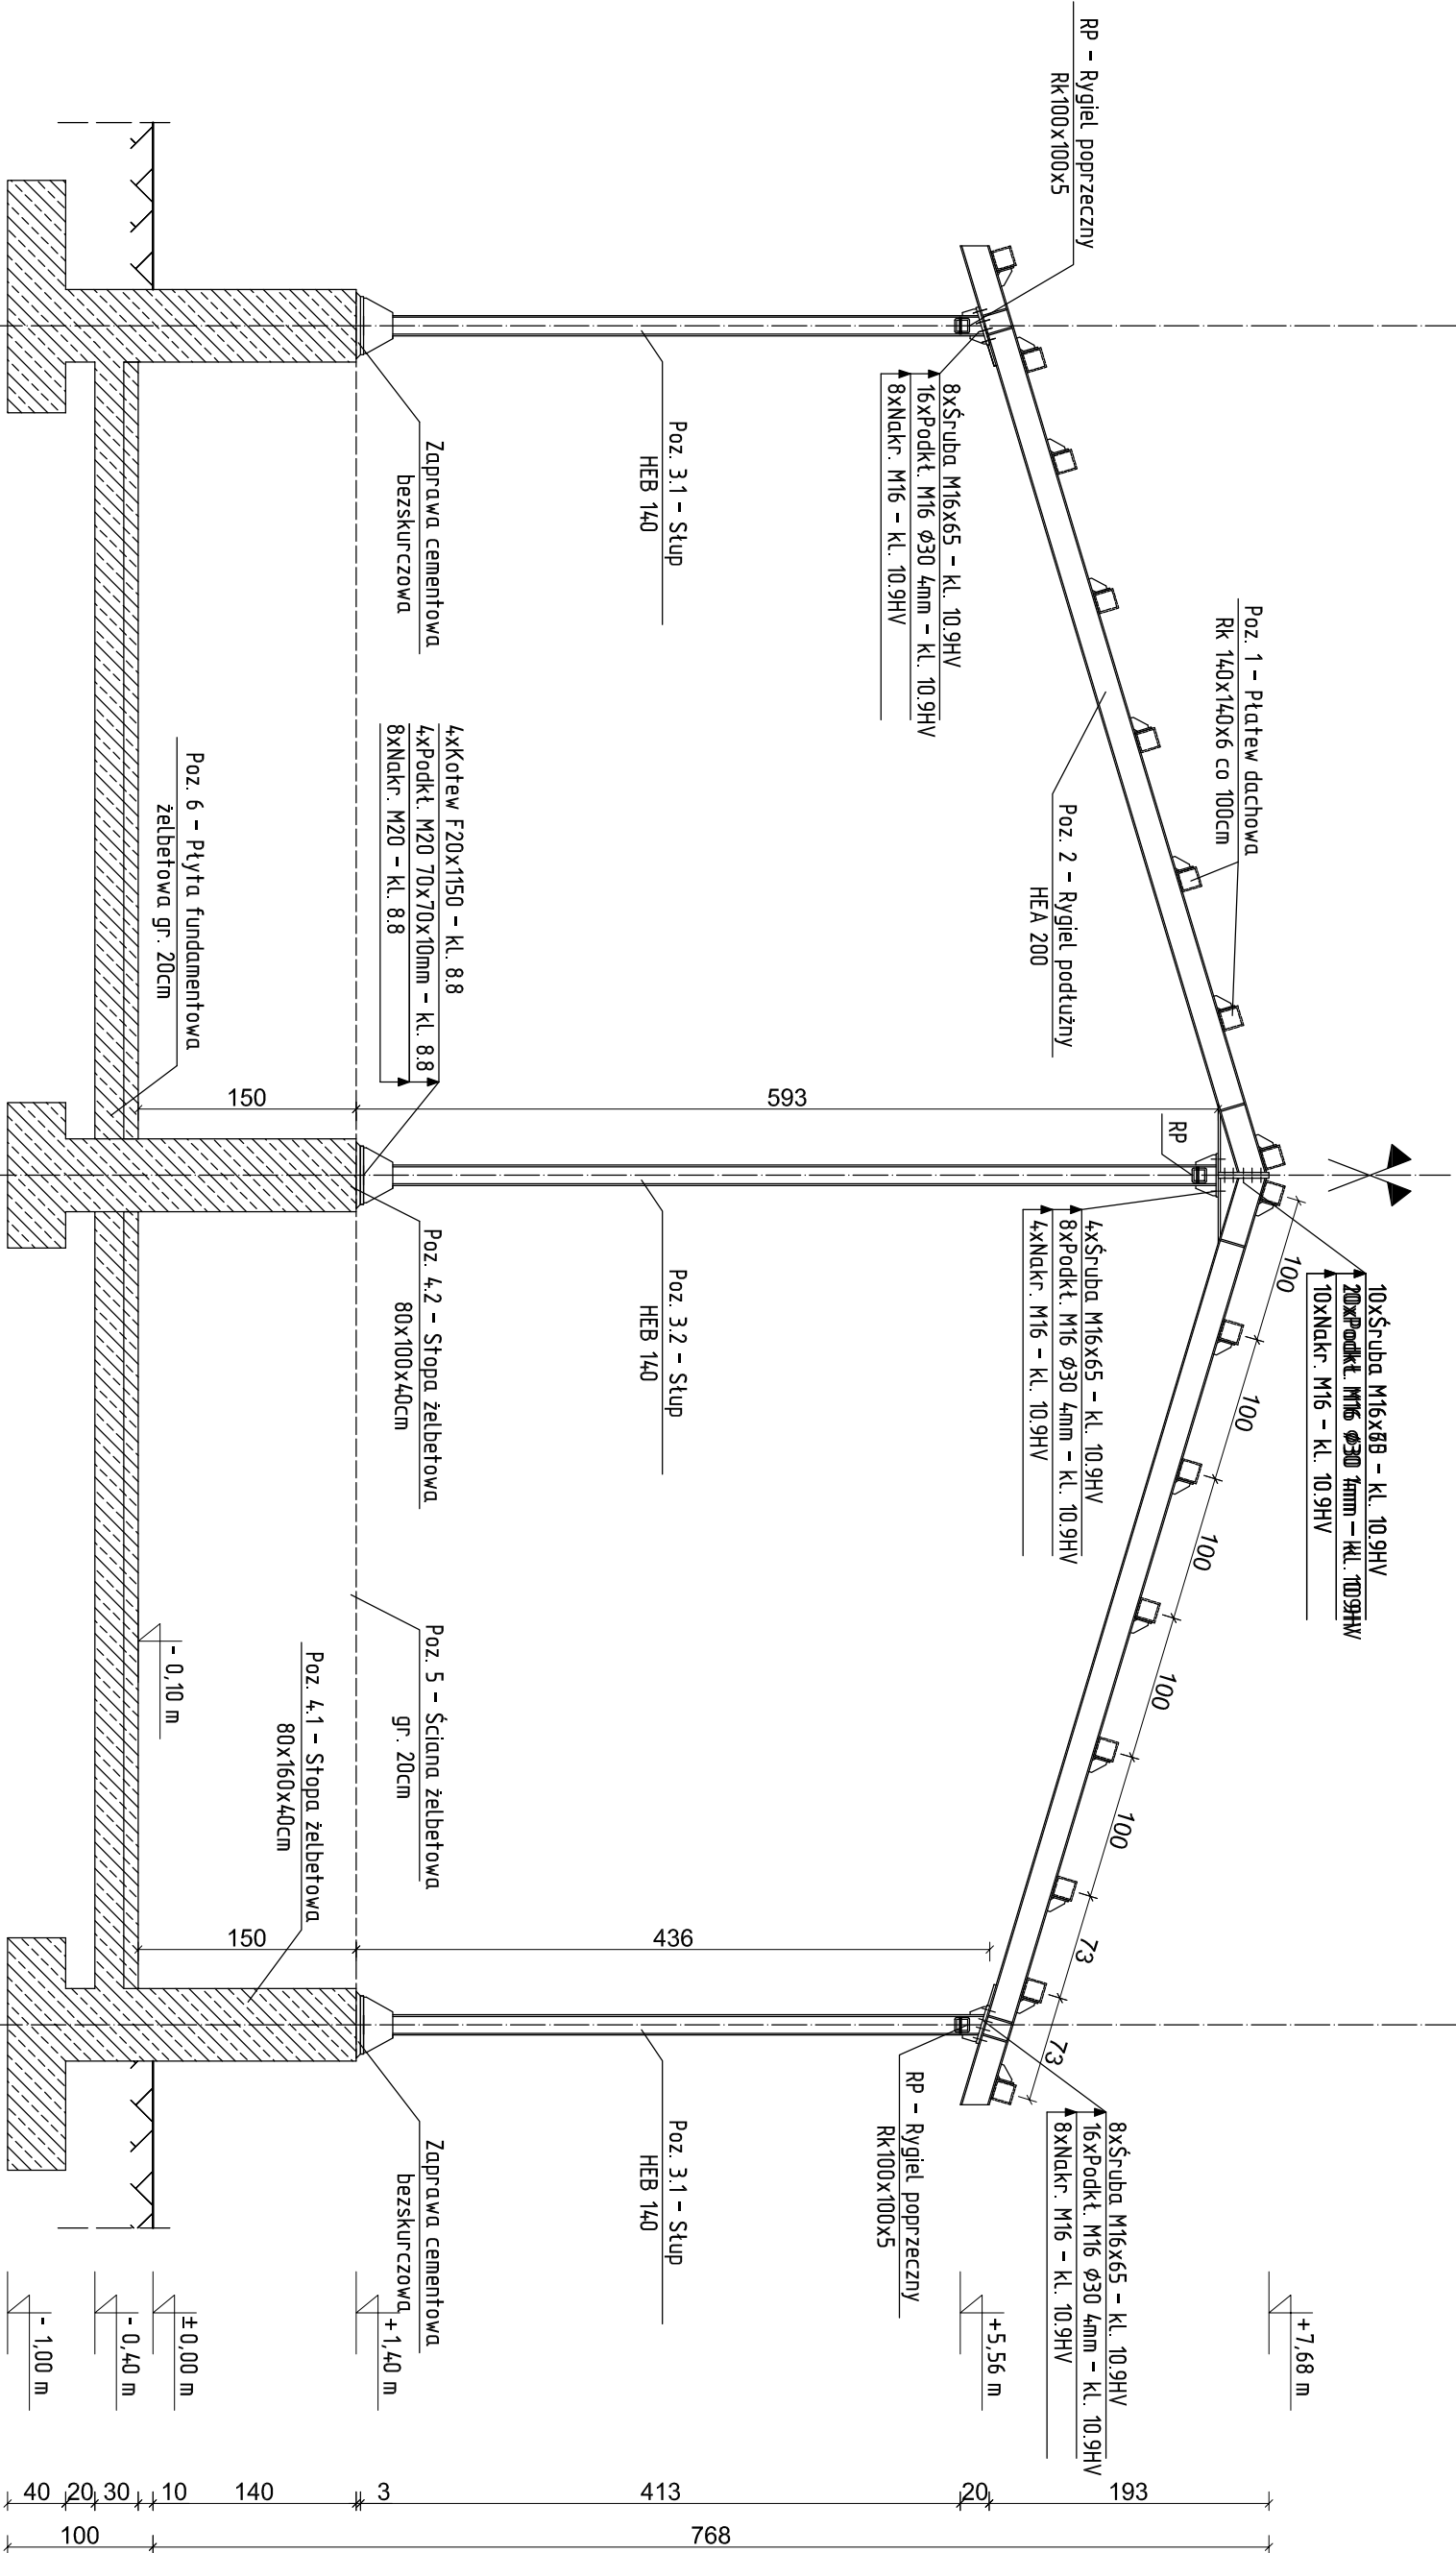 RP - Rygiel poprzeczny
Rk100x100x5
8xŚruba M16x65 - kl. 10.9HV
16xPodkł. M16 ϕ30 4mm - kl. 10.9HV
8xNakr. M16 - kl. 10.9HV
Poz. 3.1 - Słup
HEB 140
Zaprawa cementowa
bezskurczowa
Poz. 1 - Płatew dachowa
Rk 140x140x6 co 100cm
Poz. 2 - Rygiel podłużny
HEA 200
4xKotew F20x1150 - kl. 8.8
4xPodkł. M20 70x70x10mm - kl. 8.8
8xNakr. M20 - kl. 8.8
Poz. 6 - Płyta fundamentowa
żelbetowa gr. 20cm
150
593
RP
10xŚruba
- kl. 10.9HV
10xNakr. M16 - kl. 10.9HV
4xŚruba M16x65 - kl. 10.9HV
8xPodkł. M16 ϕ30 4mm - kl. 10.9HV
4xNakr. M16 - kl. 10.9HV
Poz. 3.2 - Słup
HEB 140
Poz. 4.2 - Stopa żelbetowa
80x100x40cm
100
100
100
100
100
73
73
Poz. 5 - Ściana żelbetowa
gr. 20cm
- 0,10 m
Poz. 4.1 - Stopa żelbetowa
80x160x40cm
150
436
8xŚruba M16x65 - kl. 10.9HV
16xPodkł. M16 ϕ30 4mm - kl. 10.9HV
8xNakr. M16 - kl. 10.9HV
RP - Rygiel poprzeczny
Rk100x100x5
Poz. 3.1 - Słup
HEB 140
Zaprawa cementowa
bezskurczowa
+7,68 m
+5,56 m
+1,40 m
±0,00 m
- 0,40 m
- 1,00 m
40
20
30
10
140
3
413
20
193
100
768